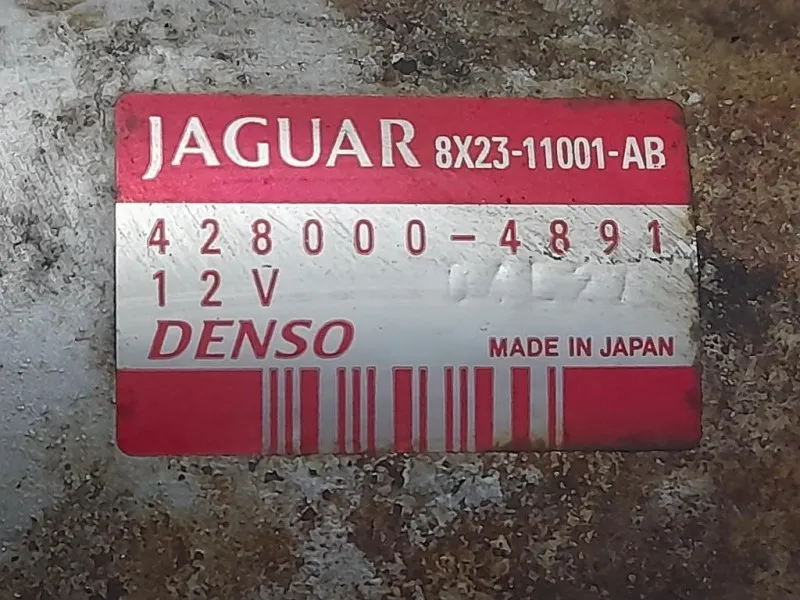 JAGUAR 8X23-11001-AB
428000-4891
12V
DENSO MADE IN JAPAN